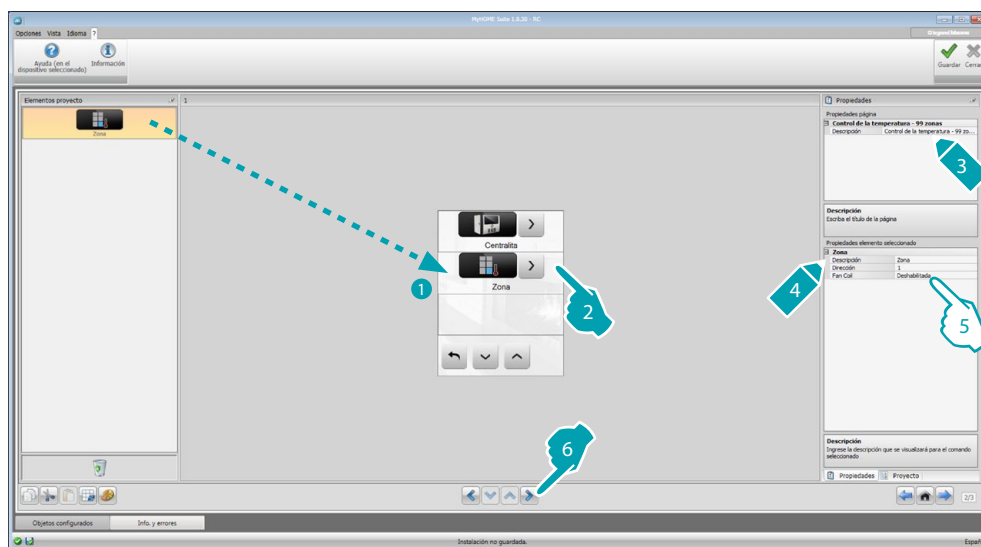 MyHOME Suite 1.0.30 - RC
Opciones Vista Idioma ?
Ayuda (en el dispositivo seleccionado)
Información
Guardar
Cerrar
Elementos proyecto
1
Propiedades
Zona
Propiedades página
Control de la temperatura - 99 zonas
Descripción Control de la temperatura - 99 zo...
3
Descripción
Escriba el título de la página
Centralita
Zona
1
2
Propiedades elemento seleccionado
Zona
Descripción Zona
Dirección 1
Fan Coil Deshabilitada
4
5
6
Descripción
Ingrese la descripción que se visualizará para el comando seleccionado
Propiedades Proyecto
2/3
Objetos configurados Info. y errores
Instalación no guardada.
Españ